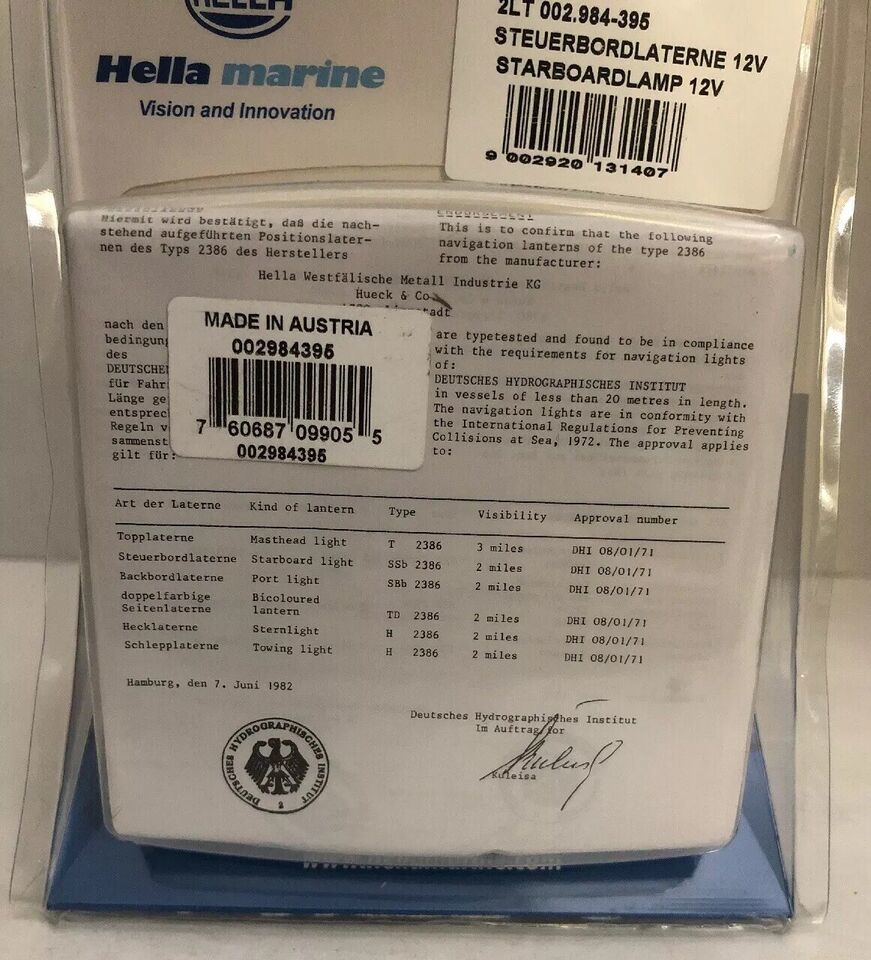 HELLA
Hella marine
Vision and Innovation
2LT 002.984-395
STEUERBORDLATERNE 12V
STARBOARDLAMP 12V
9 002920 131407
Hiermit wird bestätigt, daß die nach-
stehend aufgeführten Positionslater-
nen des Typs 2386 des Herstellers
This is to confirm that the following
navigation lanterns of the type 2386
from the manufacturer:
Hella Westfälische Metall Industrie KG
Hueck & Co
MADE IN AUSTRIA
002984395
7 60687 09905 5
002984395
nach den
des
für Fahr
Länge ge
Regeln v
gilt für:
are typetested and found to be in compliance
with the requirements for navigation lights
of:
DEUTSCHES HYDROGRAPHISCHES INSTITUT
in vessels of less than 20 metres in length.
The navigation lights are in conformity with
the International Regulations for Preventing
Collisions at Sea, 1972. The approval applies
to:
Art der Laterne Kind of lantern Type Visibility Approval number
Topplaterne Masthead light T 2386 3 miles DHI 08/01/71
Steuerbordlaterne Starboard light SSb 2386 2 miles DHI 08/01/71
Backbordlaterne Port light SBb 2386 2 miles DHI 08/01/71
doppelfarbige Bicoloured
Seitenlaterne lantern TD 2386 2 miles DHI 08/01/71
Hecklaterne Sternlight H 2386 2 miles DHI 08/01/71
Schlepplaterne Towing light H 2386 2 miles DHI 08/01/71
Hamburg, den 7. Juni 1982
Deutsches Hydrographisches Institut
Im Auftrag/for
Kuleisa
DEUTSCHES HYDROGRAPHISCHES INSTITUT
2